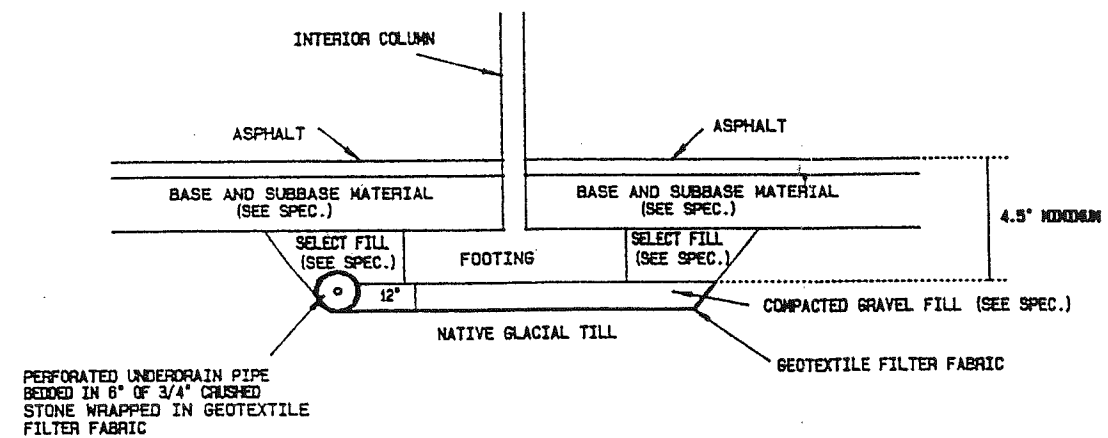 INTERIOR COLUMN
ASPHALT
ASPHALT
BASE AND SUBBASE MATERIAL
(SEE SPEC.)
BASE AND SUBBASE MATERIAL
(SEE SPEC.)
4.5" MINIMUM
SELECT FILL
(SEE SPEC.)
FOOTING
SELECT FILL
(SEE SPEC.)
12"
COMPACTED GRAVEL FILL (SEE SPEC.)
NATIVE GLACIAL TILL
GEOTEXTILE FILTER FABRIC
PERFORATED UNDERDRAIN PIPE
BEDDED IN 6" OF 3/4" CRUSHED
STONE WRAPPED IN GEOTEXTILE
FILTER FABRIC